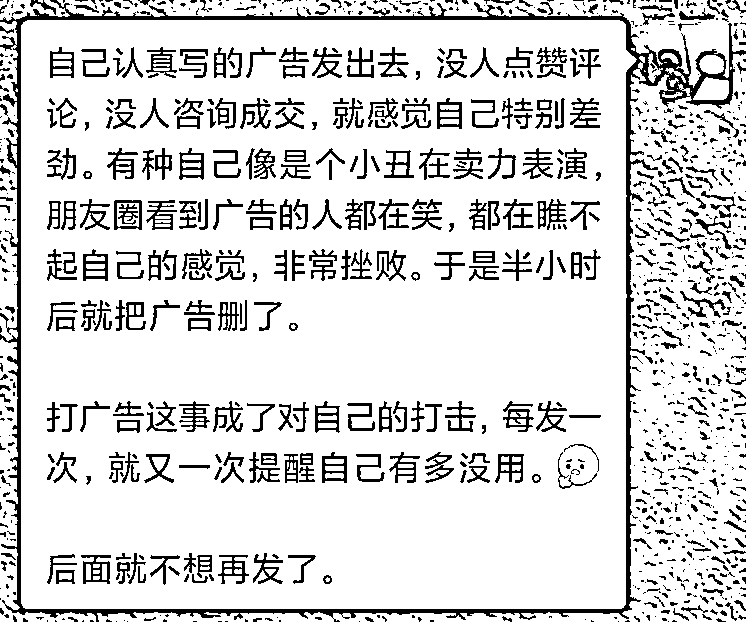 自己认真写的广告发出去，没人点赞评
论，没人咨询成交，就感觉自己特别差
劲。有种自己像是个小丑在卖力表演，
朋友圈看到广告的人都在笑，都在瞧不
起自己的感觉，非常挫败。于是半小时
后就把广告删了。
打广告这事成了对自己的打击，每发一
次，就又一次提醒自己有多没用。
后面就不想再发了。